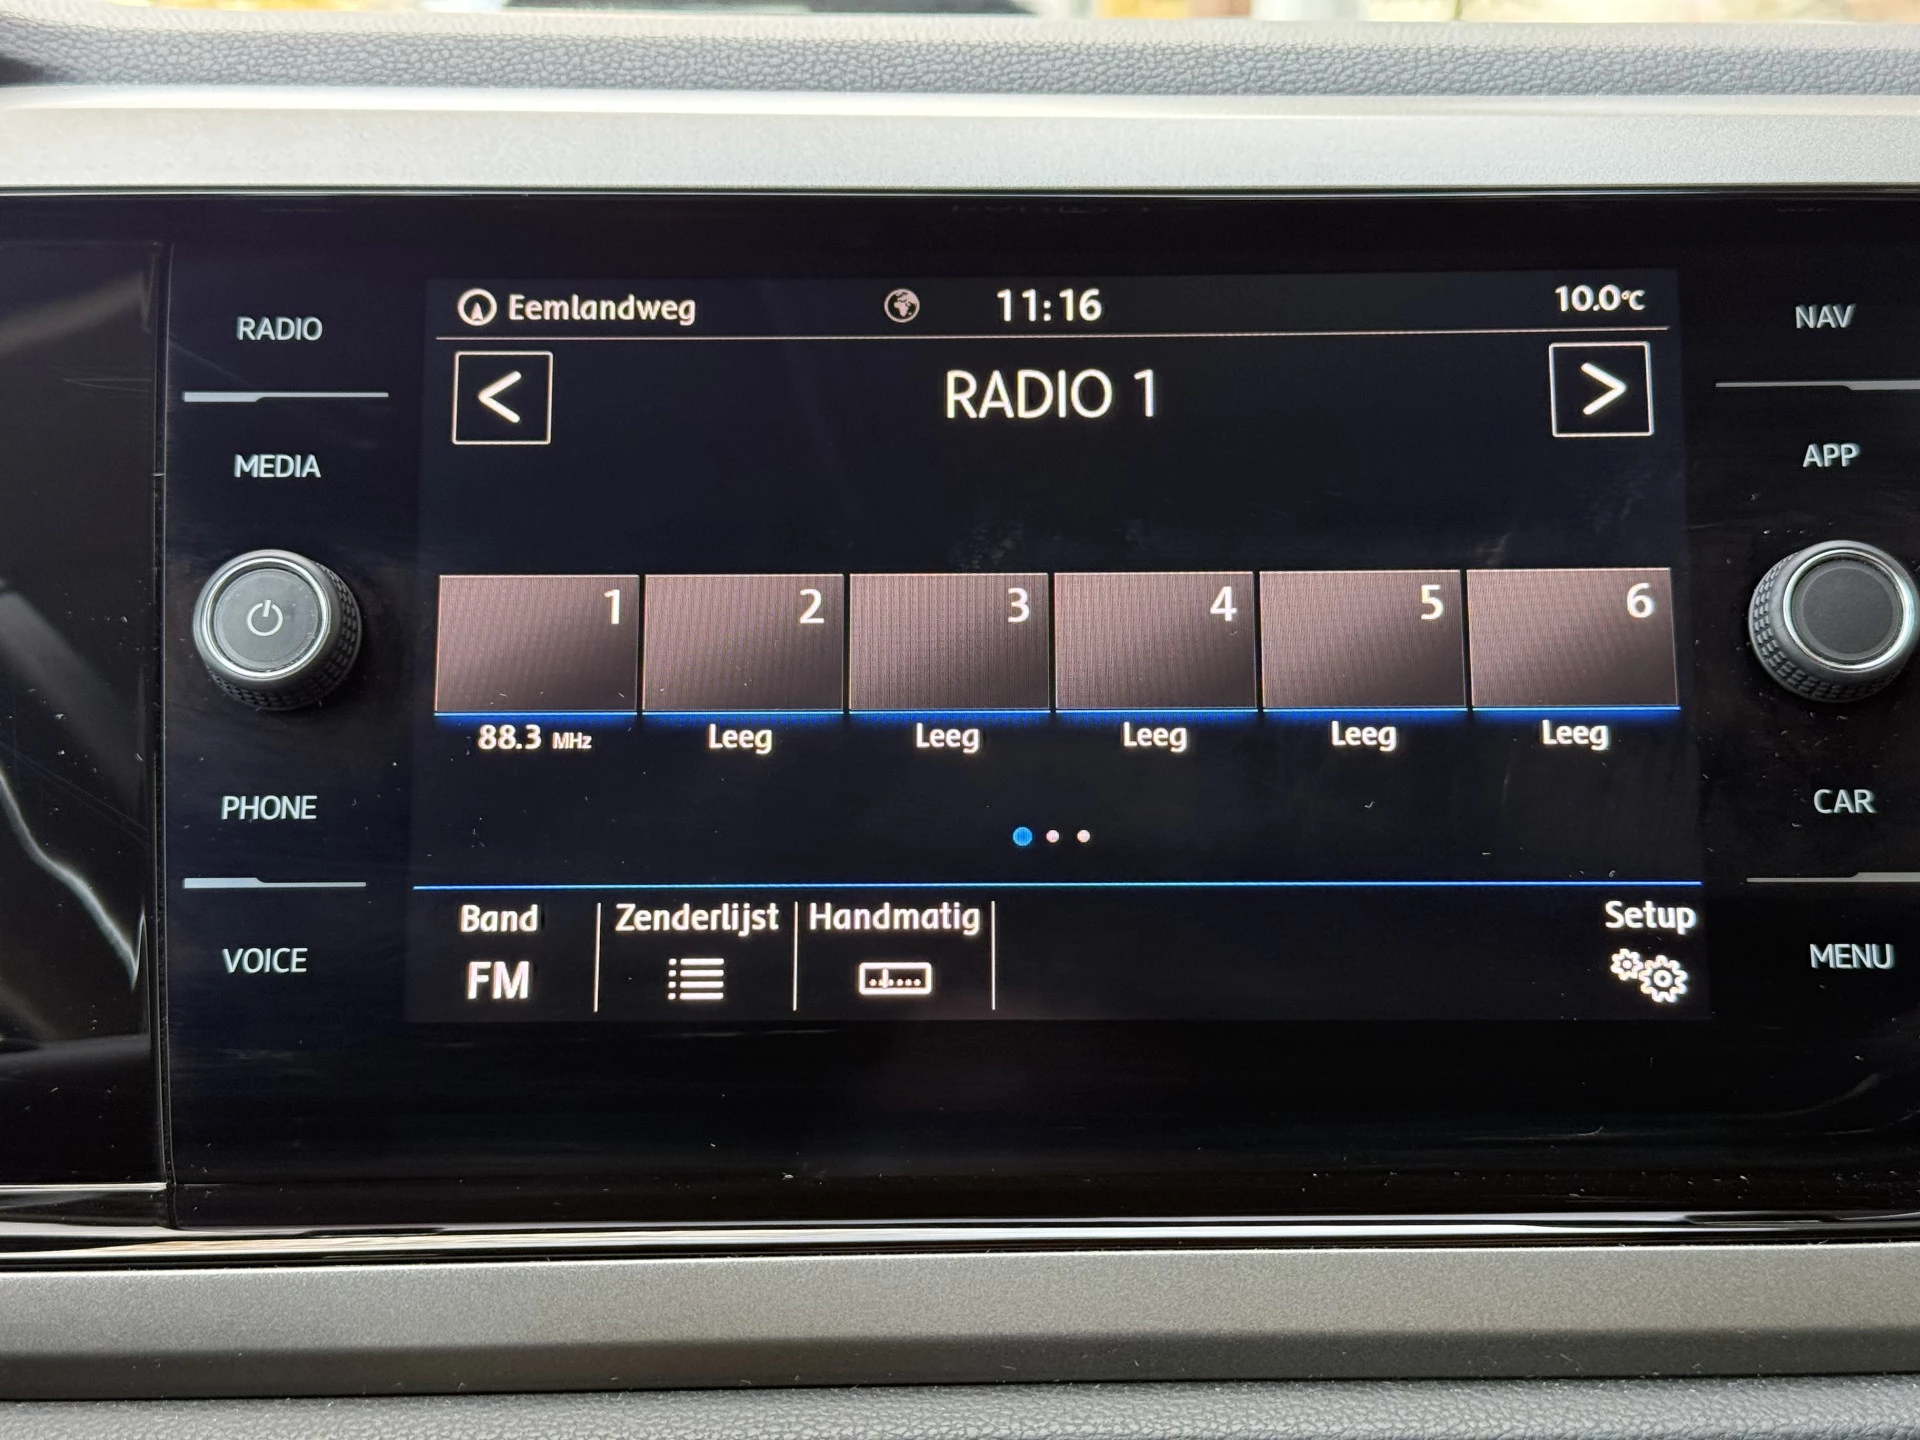 RADIO
MEDIA
PHONE
VOICE
Eemlandweg 11:16 10.0°C
< RADIO 1 >
1 2 3 4 5 6
88.3 MHz Leeg Leeg Leeg Leeg Leeg
Band Zenderlijst Handmatig Setup
FM
NAV
APP
CAR
MENU